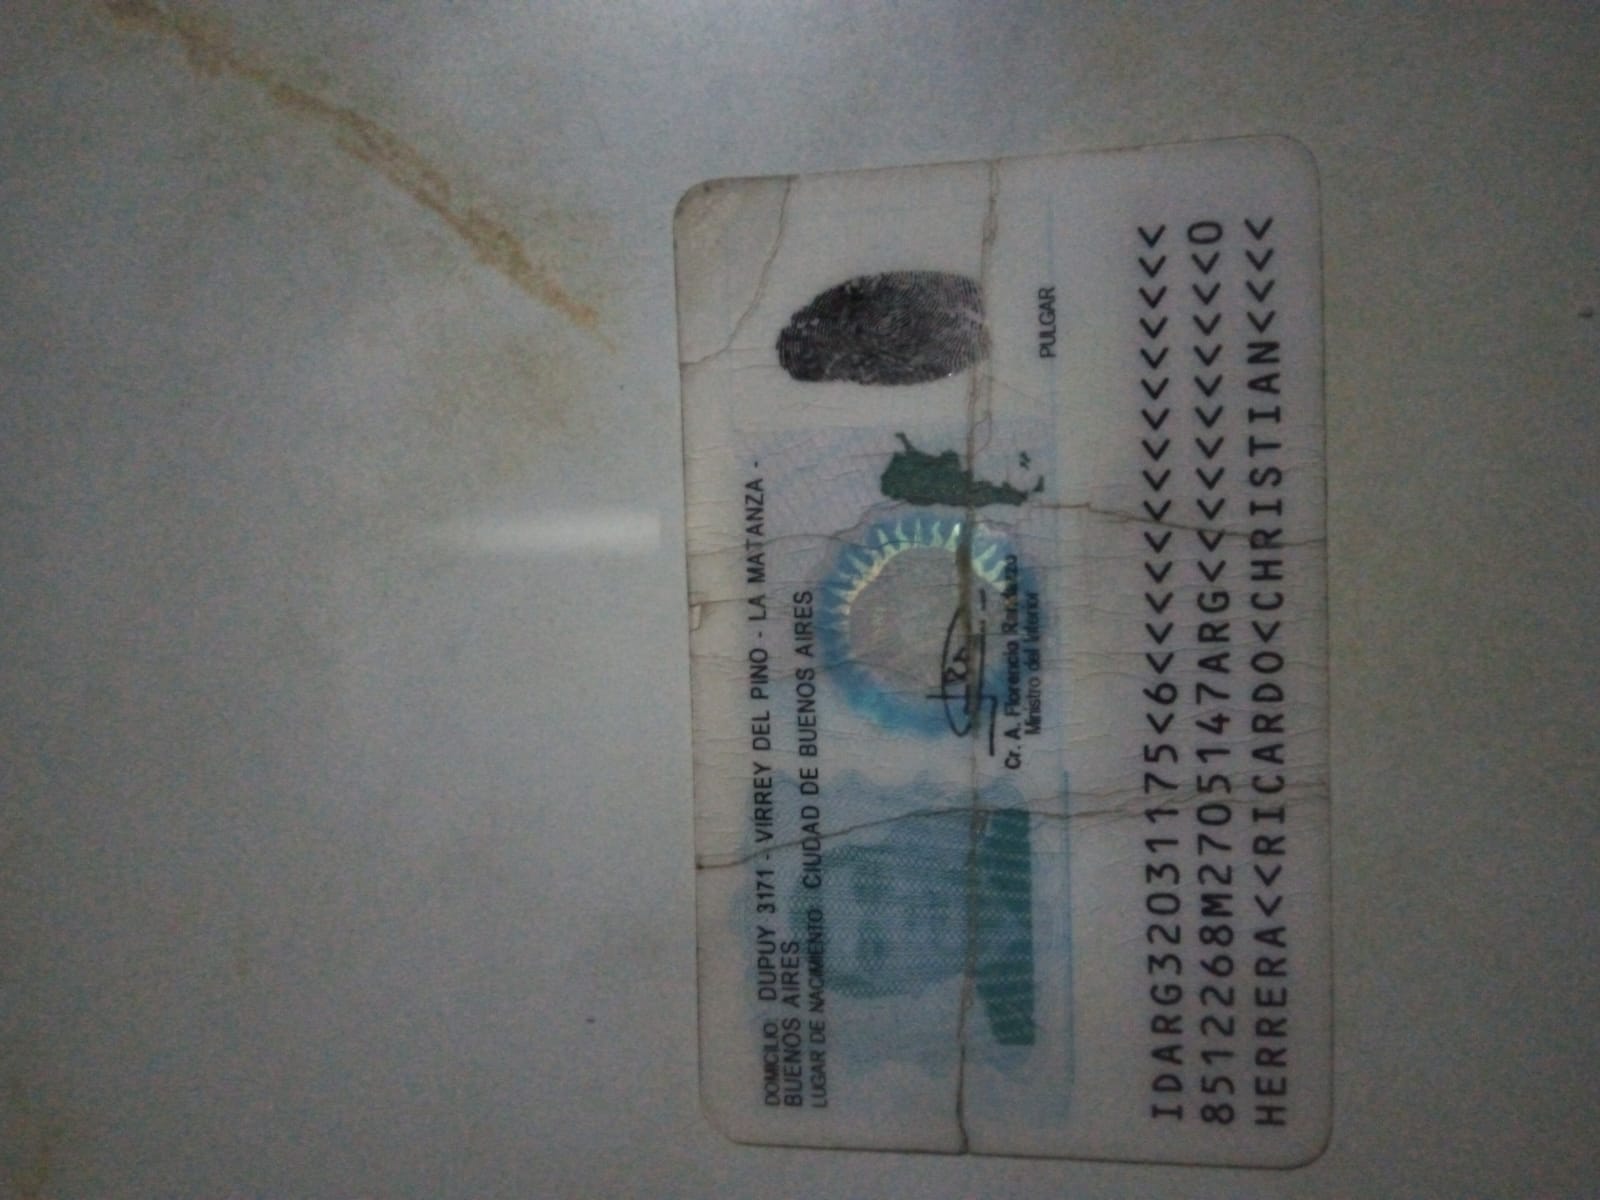 DOMICILIO: DUPUY 3171 - VIRREY DEL PINO - LA MATANZA -
BUENOS AIRES
LUGAR DE NACIMIENTO: CIUDAD DE BUENOS AIRES
Cr. A. Florencio Randazzo
Ministro del Interior
PULGAR
IDARG32031175<6<<<<<<<<<<<<<<<
8512268M2705147ARG<<<<<<<<<<<0
HERRERA<<RICARDO<CHRISTIAN<<<<